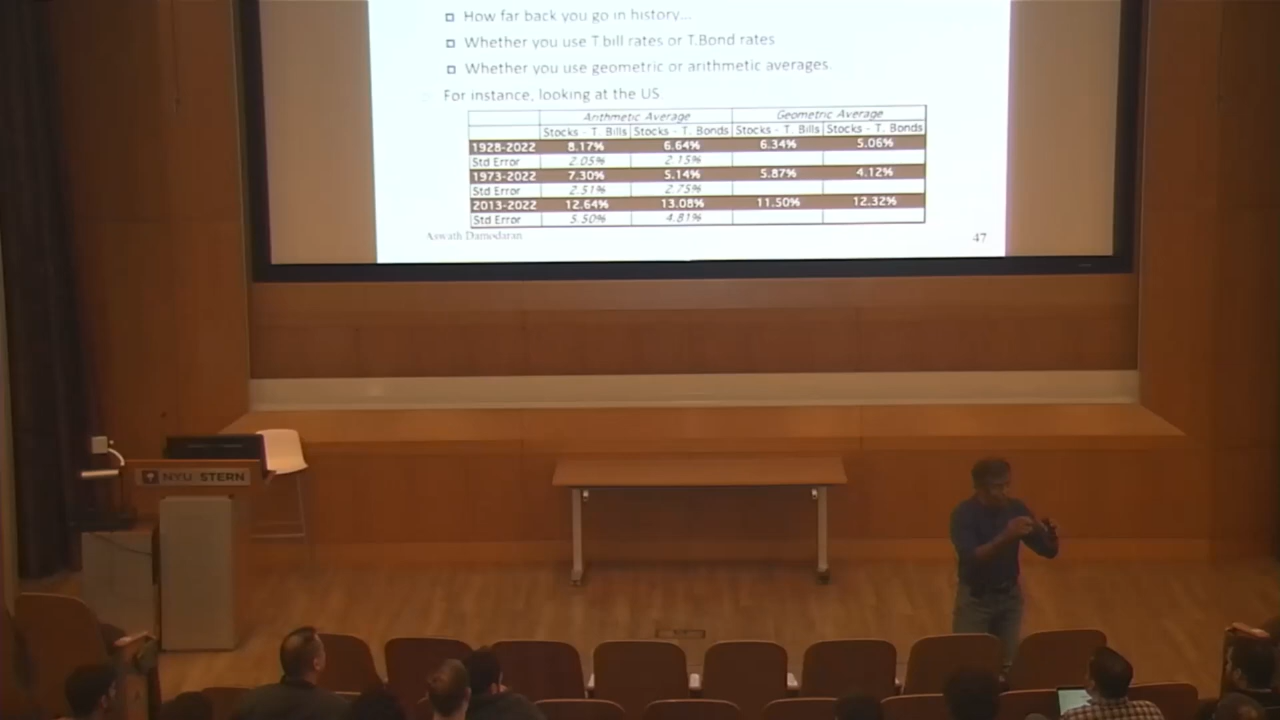 How far back you go in history...
Whether you use T.bill rates or T.Bond rates
Whether you use geometric or arithmetic averages.
For instance, looking at the US
Arithmetic Average Geometric Average
Stocks - T. Bills Stocks - T. Bonds Stocks - T. Bills Stocks - T. Bonds
1928-2022 8.17% 6.64% 6.34% 5.06%
Std Error 2.05% 2.15%
1973-2022 7.30% 5.14% 5.87% 4.12%
Std Error 2.51% 2.75%
2013-2022 12.64% 13.08% 11.50% 12.32%
Std Error 5.50% 4.81%
Aswath Damodaran 47
NYU STERN